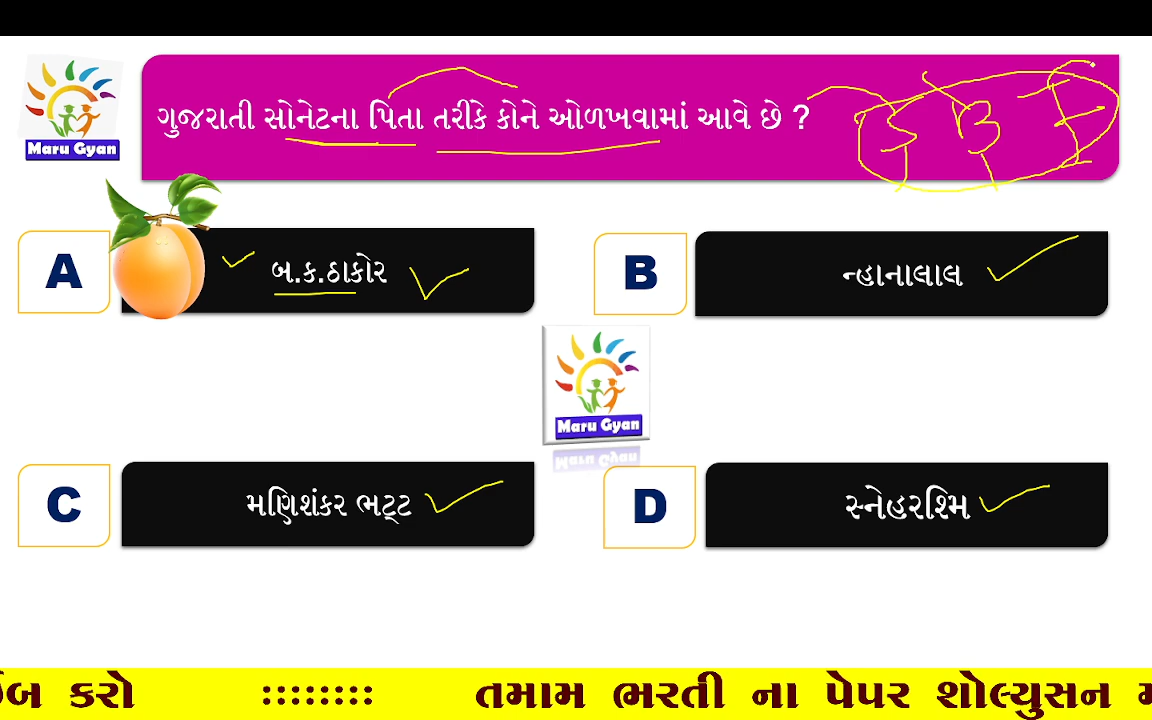 ગુજરાતી સોનેટના પિતા તરીકે કોને ઓળખવામાં આવે છે ?
Maru Gyan
A
બ.ક.ઠાકોર
B
ન્હાનાલાલ
Maru Gyan
C
મણિશંકર ભટ્ટ
D
સ્નેહરશ્મિ
કરો :::::::: તમામ ભરતી ના પેપર શોલ્યુસન